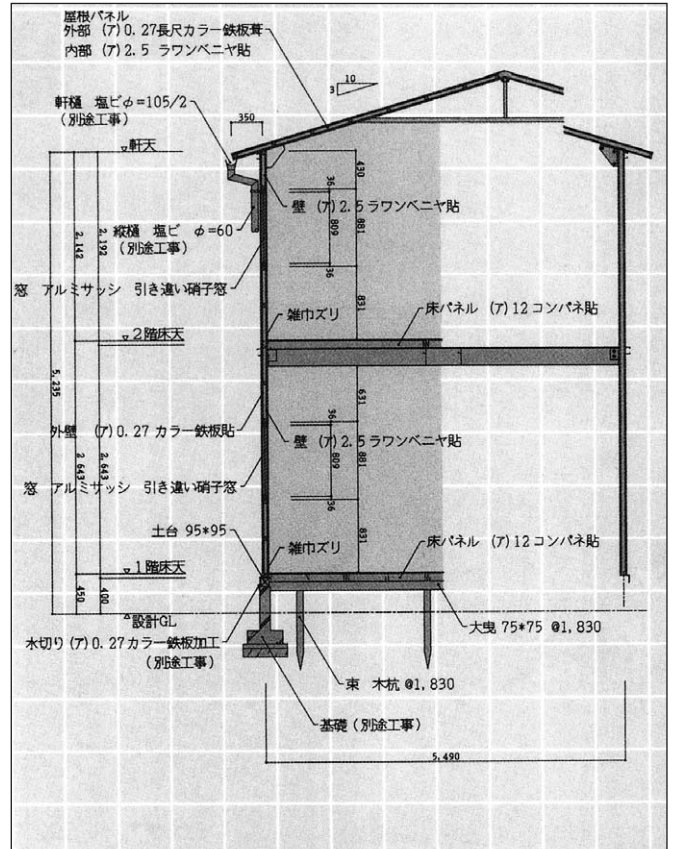 屋根パネル
外部 (ア)0.27長尺カラー鉄板葺
内部 (ア)2.5 ラワンベニヤ貼
10
3
軒樋 塩ビφ=105/2
(別途工事)
350
軒天
430
36
壁 (ア)2.5ラワンベニヤ貼
809
881
縦樋 塩ビ φ=60
(別途工事)
2,142
2,192
36
窓 アルミサッシ 引き違い硝子窓
831
雑巾ズリ
床パネル (ア)12コンパネ貼
2階床天
5,235
631
36
外壁 (ア)0.27カラー鉄板貼
壁 (ア)2.5ラワンベニヤ貼
809
881
2,643
2,643
窓 アルミサッシ 引き違い硝子窓
36
土台 95*95
831
雑巾ズリ
床パネル (ア)12コンパネ貼
1階床天
450
400
設計GL
大曳 75*75 @1,830
水切り(ア)0.27カラー鉄板加工
(別途工事)
束 木杭 @1,830
基礎(別途工事)
5,490